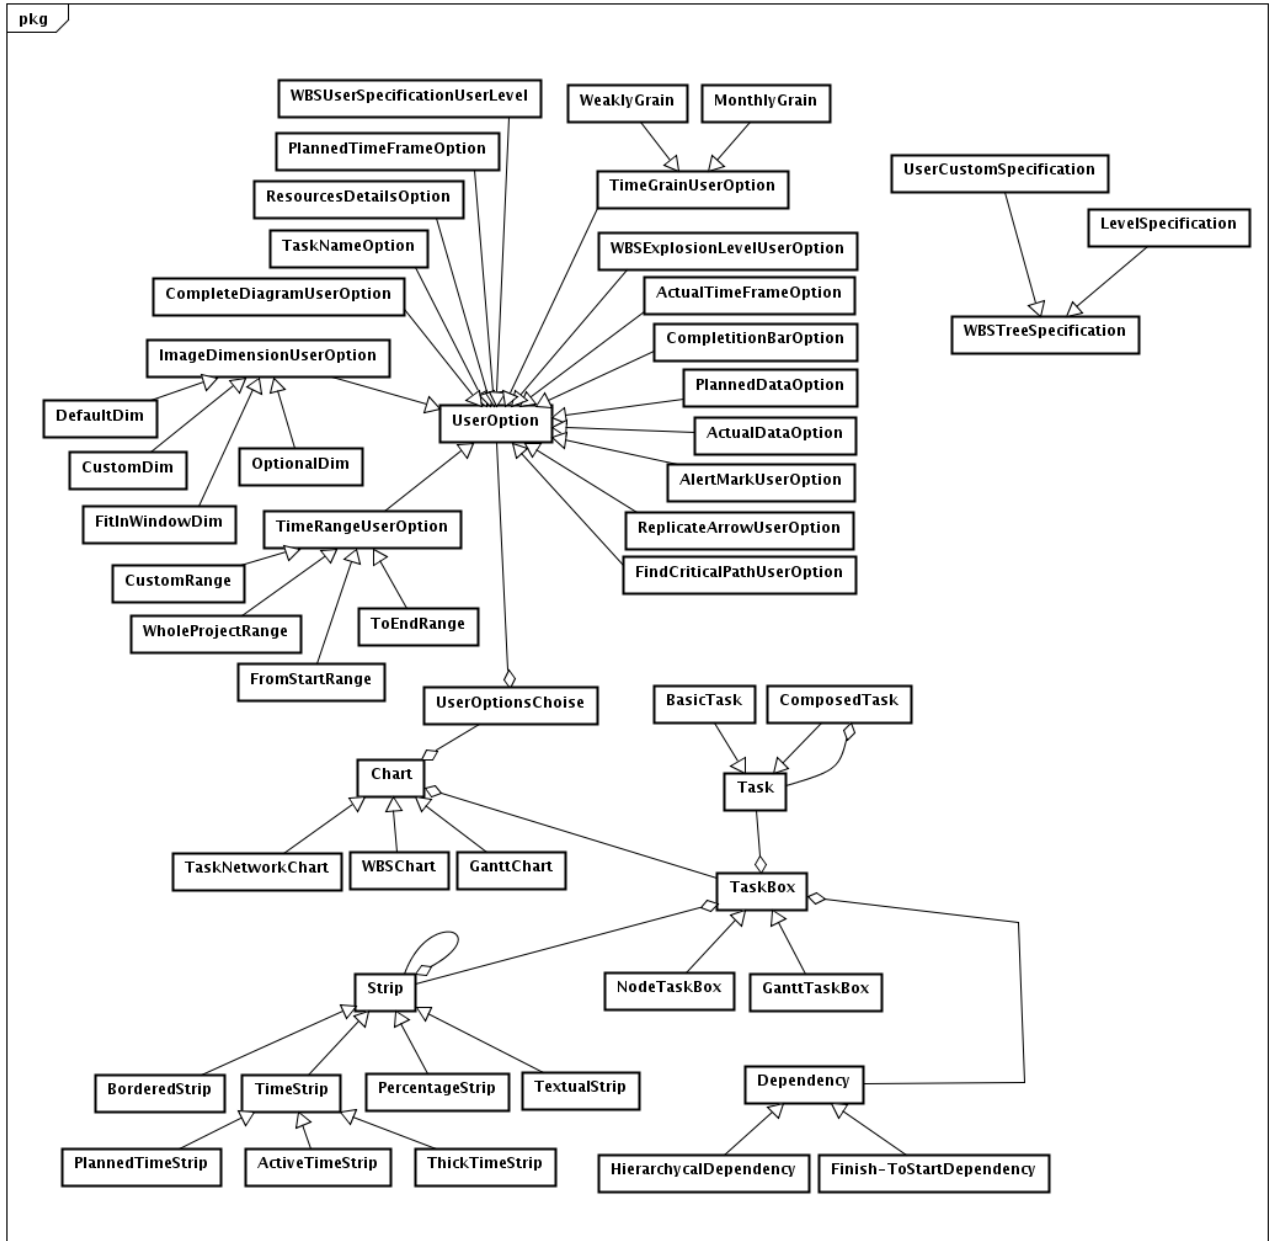 pkg
WBSUserSpecificationUserLevel
WeaklyGrain
MonthlyGrain
PlannedTimeFrameOption
UserCustomSpecification
TimeGrainUserOption
ResourcesDetailsOption
LevelSpecification
TaskNameOption
WBSExplosionLevelUserOption
CompleteDiagramUserOption
ActualTimeFrameOption
WBSTreeSpecification
CompletitionBarOption
ImageDimensionUserOption
PlannedDataOption
DefaultDim
UserOption
ActualDataOption
CustomDim
OptionalDim
AlertMarkUserOption
FitInWindowDim
TimeRangeUserOption
ReplicateArrowUserOption
CustomRange
FindCriticalPathUserOption
WholeProjectRange
ToEndRange
FromStartRange
UserOptionsChoise
BasicTask
ComposedTask
Chart
Task
TaskNetworkChart
WBSChart
GanttChart
TaskBox
Strip
NodeTaskBox
GanttTaskBox
BorderedStrip
TimeStrip
PercentageStrip
TextualStrip
Dependency
PlannedTimeStrip
ActiveTimeStrip
ThickTimeStrip
HierarchycalDependency
Finish-ToStartDependency